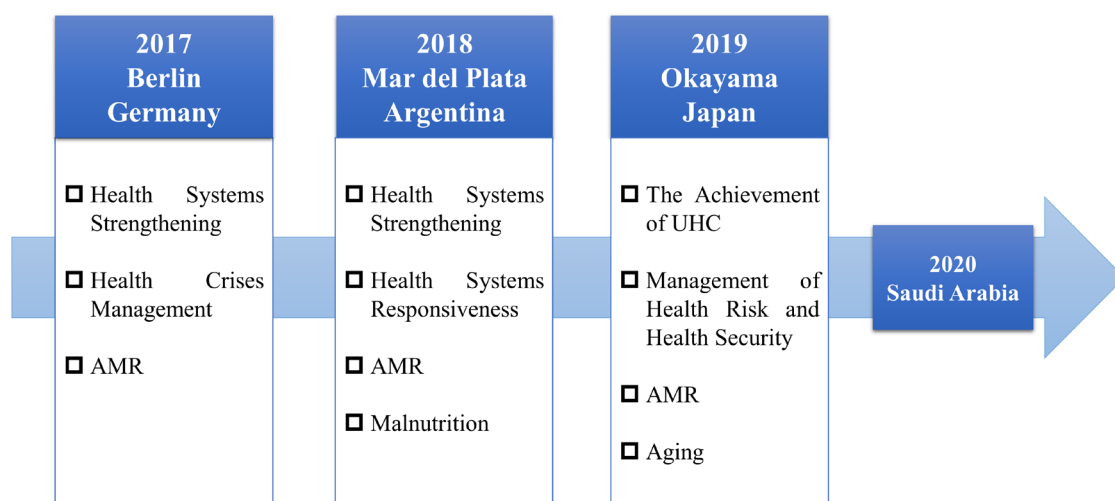 2017
Berlin
Germany
Health Systems
Strengthening
Health Crises
Management
AMR
2018
Mar del Plata
Argentina
Health Systems
Strengthening
Health Systems
Responsiveness
AMR
Malnutrition
2019
Okayama
Japan
The Achievement
of UHC
Management of
Health Risk and
Health Security
AMR
Aging
2020
Saudi Arabia